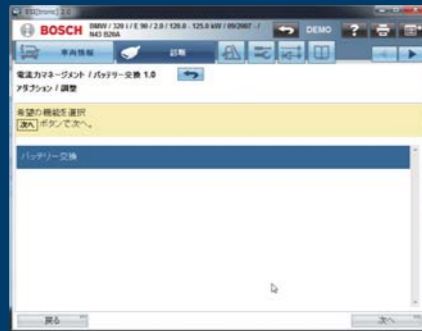 ESI[tronic] 2.0
BOSCH
BMW / 320 i / E 90 / 2.0 / 120.0 - 125.0 kW / 09/2007 - /
N43 B20A
DEMO
?
車両情報
診断
電流力マネージメント / バッテリー交換 1.0
アダプション / 調整
希望の機能を選択
次へ ボタンで次へ。
バッテリー交換
戻る
次へ